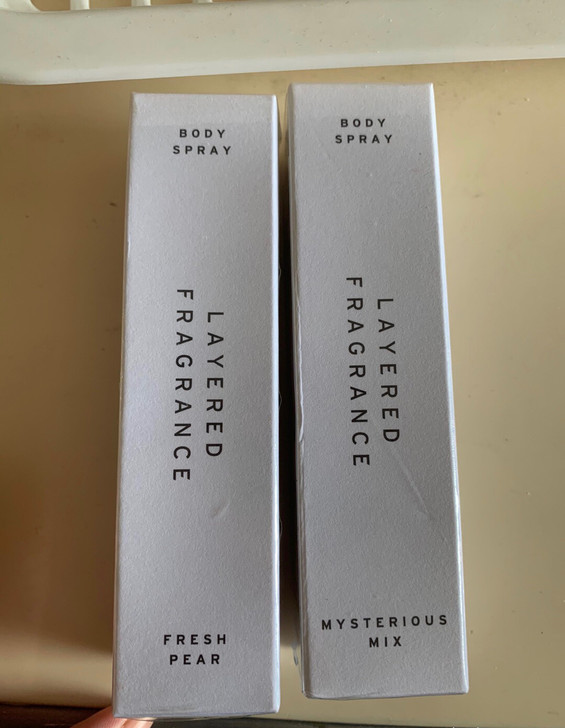 BODY
SPRAY
LAYERED
FRAGRANCE
FRESH
PEAR
BODY
SPRAY
LAYERED
FRAGRANCE
MYSTERIOUS
MIX